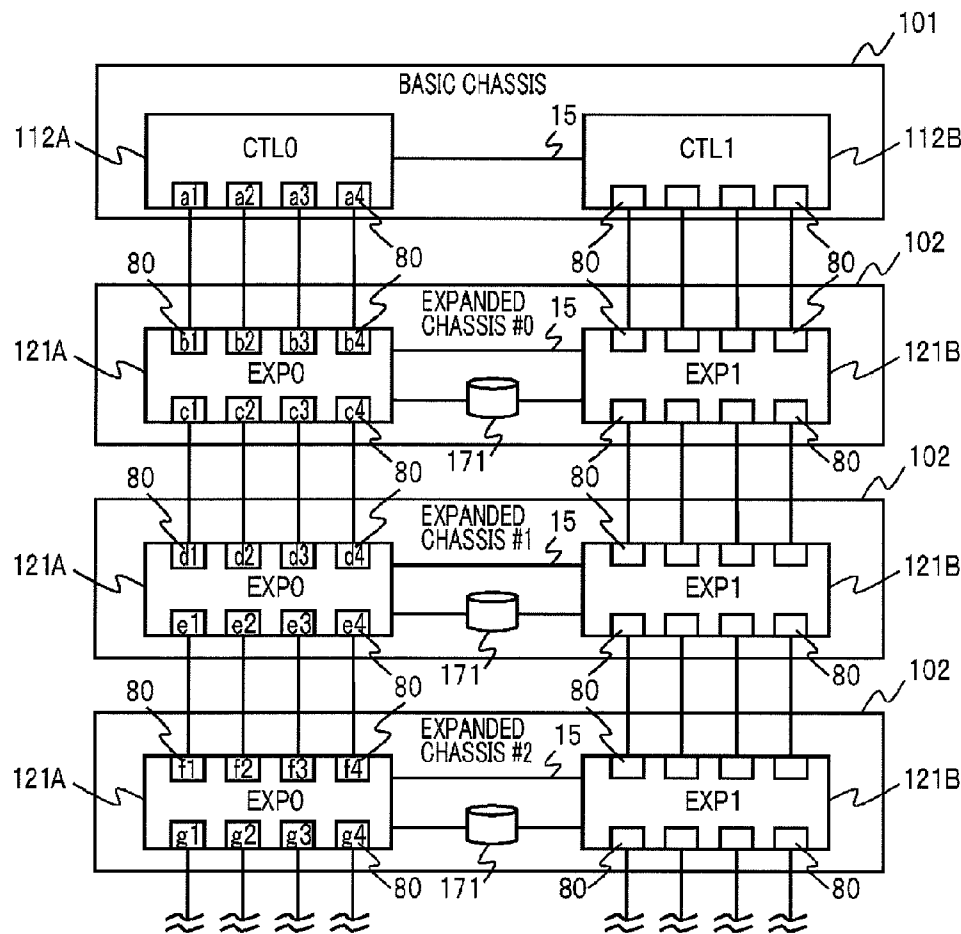 101
BASIC CHASSIS
112A CTL0 15 CTL1 112B
a1 a2 a3 a4
80 80 80
80 80 102
EXPANDED
CHASSIS #0
15
b1 b2 b3 b4
121A EXP0 EXP1 121B
c1 c2 c3 c4
80 171 80 80
80 80 102
EXPANDED
CHASSIS #1
15
d1 d2 d3 d4
121A EXP0 EXP1 121B
e1 e2 e3 e4
80 171 80 80
80 80 102
EXPANDED
CHASSIS #2
15
f1 f2 f3 f4
121A EXP0 EXP1 121B
g1 g2 g3 g4
80 171 80 80